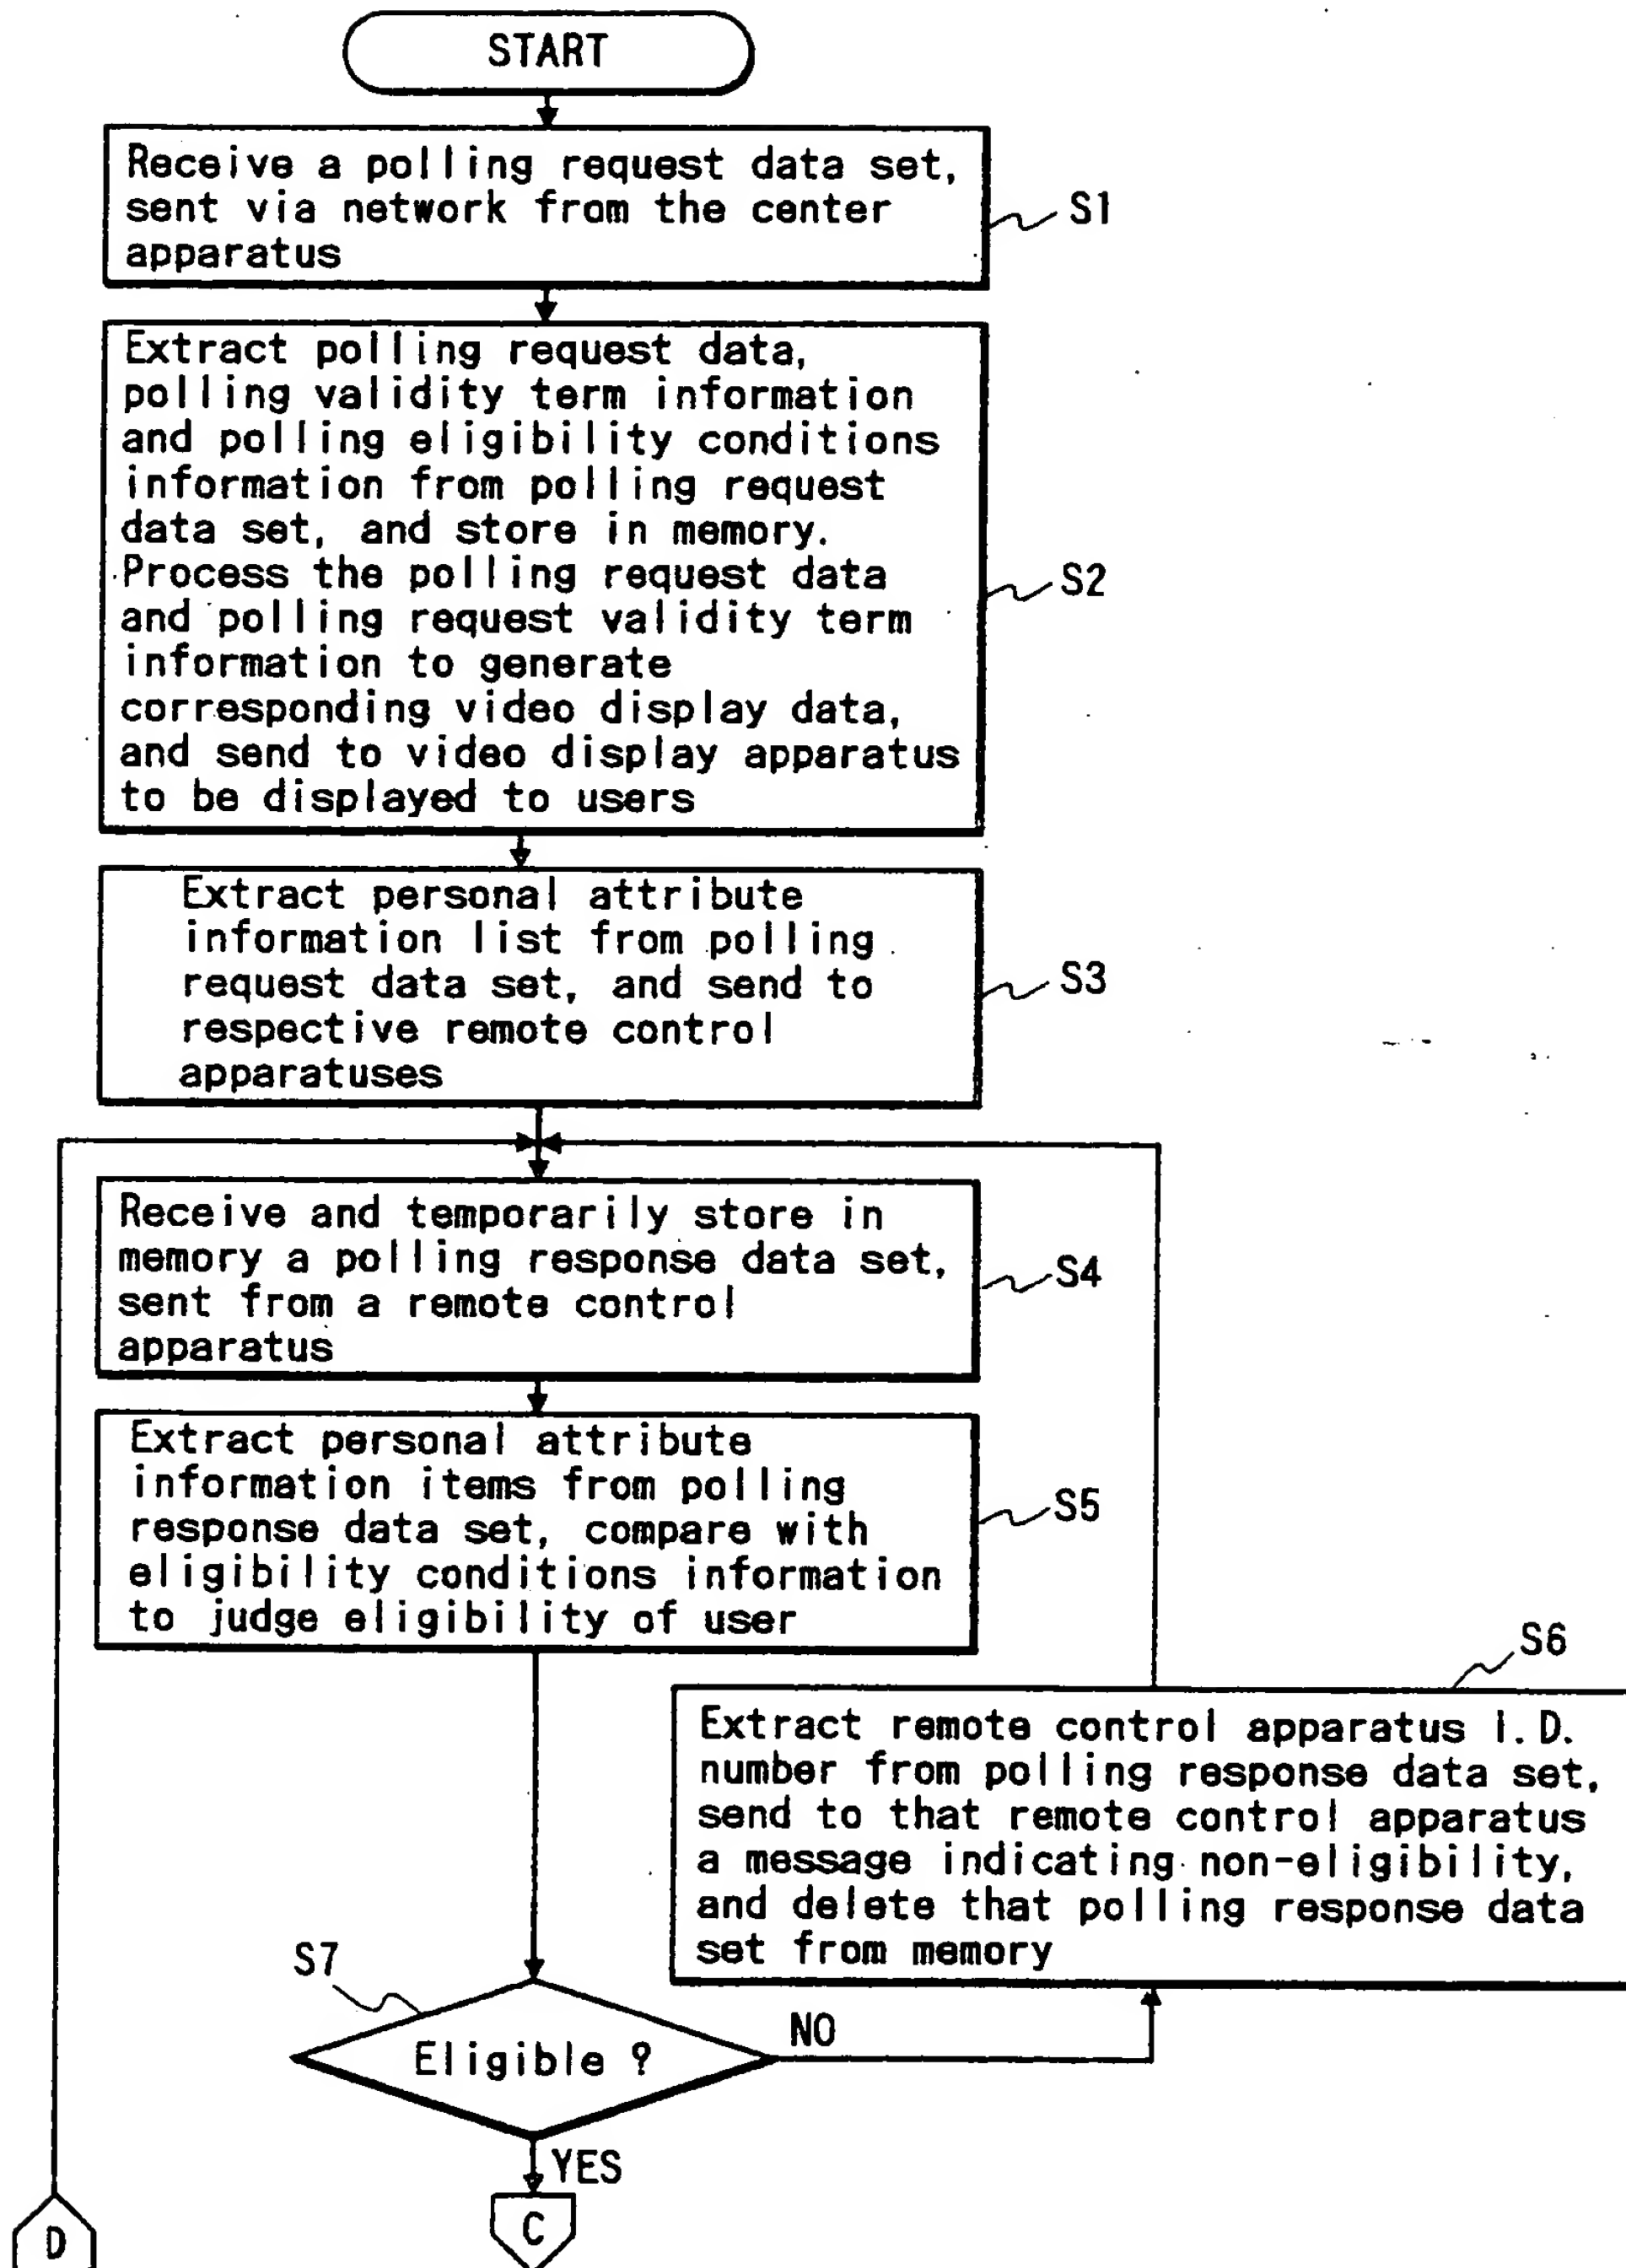 START
Receive a polling request data set,
sent via network from the center
apparatus
S1
Extract polling request data,
polling validity term information
and polling eligibility conditions
information from polling request
data set, and store in memory.
Process the polling request data
and polling request validity term
information to generate
corresponding video display data,
and send to video display apparatus
to be displayed to users
S2
Extract personal attribute
information list from polling
request data set, and send to
respective remote control
apparatuses
S3
Receive and temporarily store in
memory a polling response data set,
sent from a remote control
apparatus
S4
Extract personal attribute
information items from polling
response data set, compare with
eligibility conditions information
to judge eligibility of user
S5
S6
Extract remote control apparatus I.D.
number from polling response data set,
send to that remote control apparatus
a message indicating non-eligibility,
and delete that polling response data
set from memory
S7
Eligible ?
NO
YES
C
D